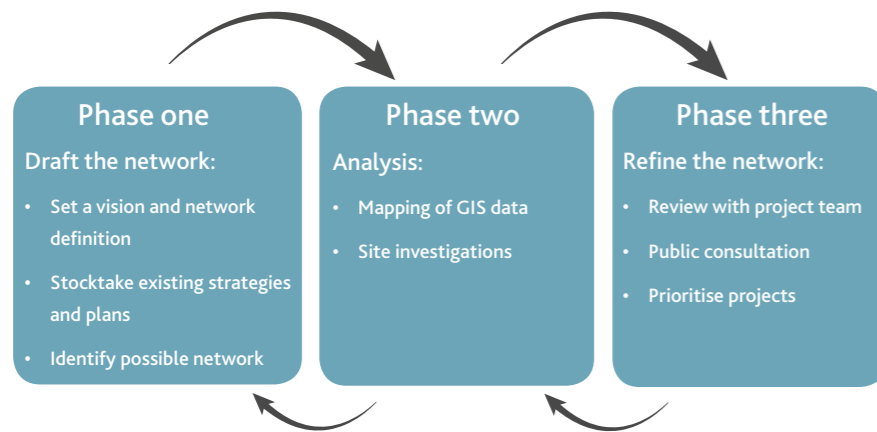 Phase one
Draft the network:
• Set a vision and network
definition
• Stocktake existing strategies
and plans
• Identify possible network
Phase two
Analysis:
• Mapping of GIS data
• Site investigations
Phase three
Refine the network:
• Review with project team
• Public consultation
• Prioritise projects